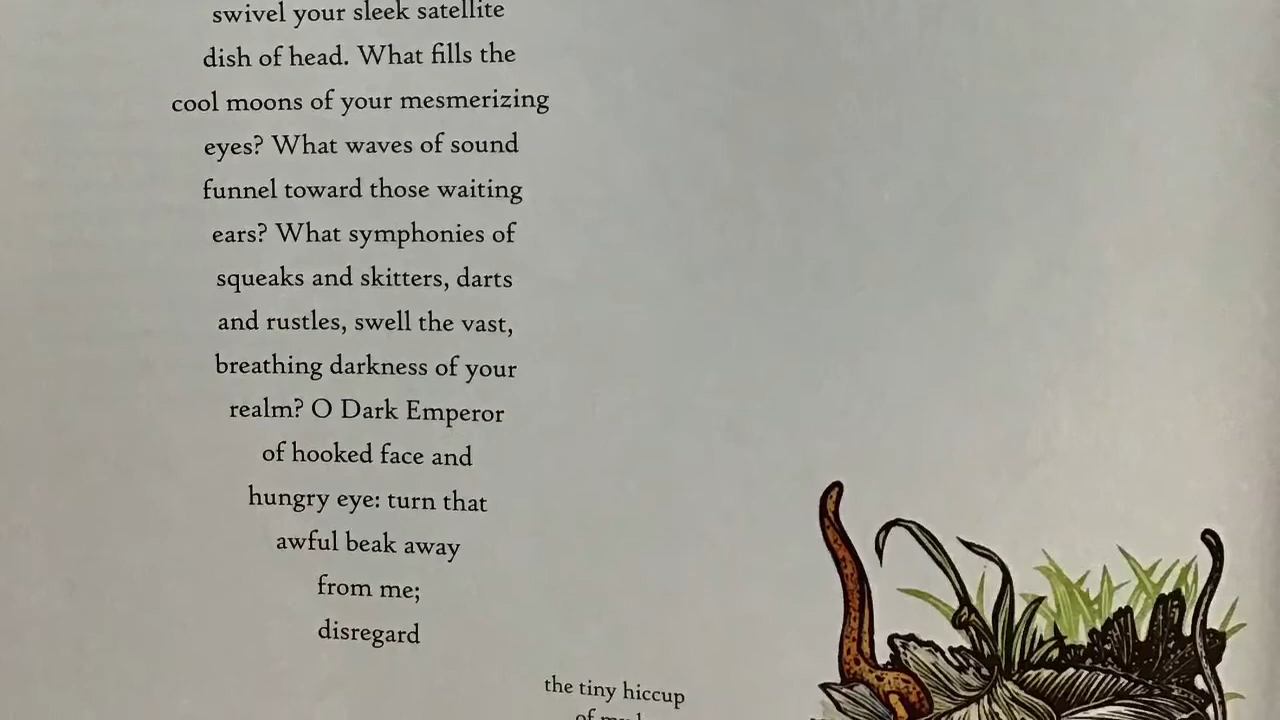 swivel your sleek satellite
dish of head. What fills the
cool moons of your mesmerizing
eyes? What waves of sound
funnel toward those waiting
ears? What symphonies of
squeaks and skitters, darts
and rustles, swell the vast,
breathing darkness of your
realm? O Dark Emperor
of hooked face and
hungry eye: turn that
awful beak away
from me;
disregard
the tiny hiccup
of